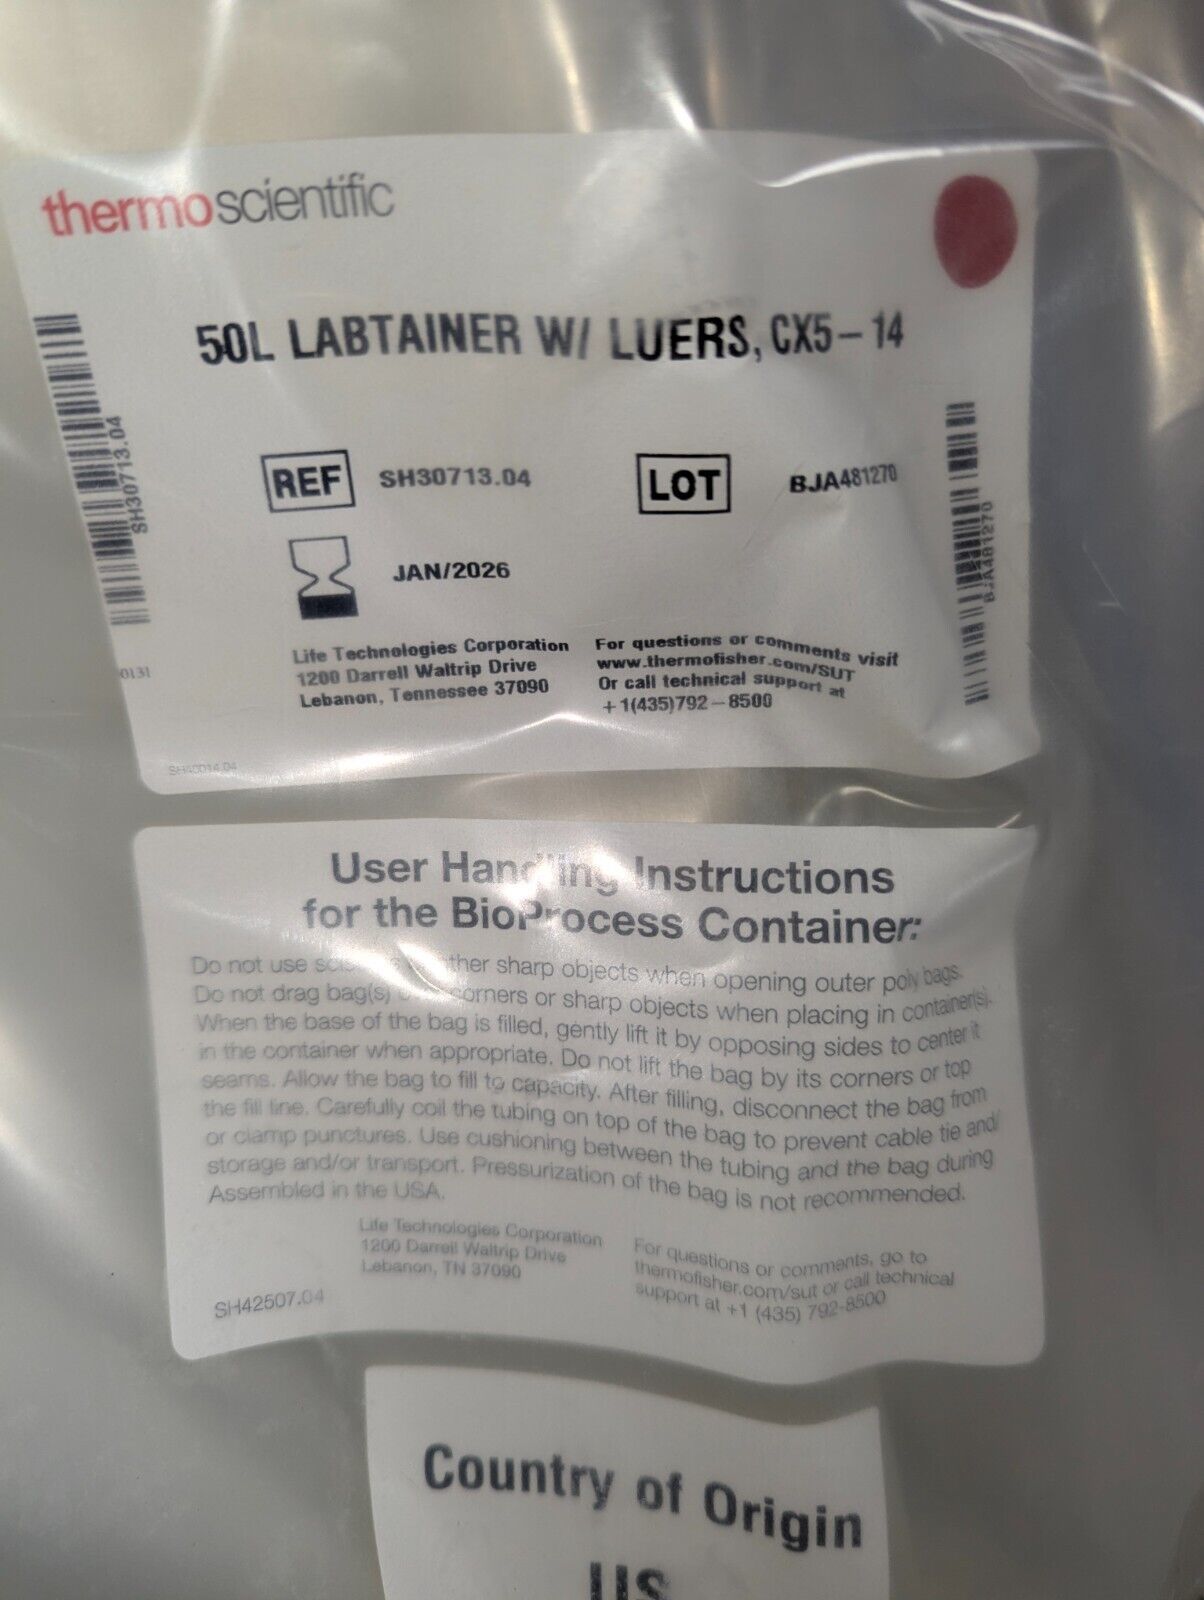 thermo scientific
50L LABTAINER W/ LUERS, CX5-14
REF SH30713.04 LOT BJA481270
JAN/2026
SH30713.04
BJA481270
Life Technologies Corporation
1200 Darrell Waltrip Drive
Lebanon, Tennessee 37090
For questions or comments visit
www.thermofisher.com/SUT
Or call technical support at
+1(435)792-8500
0131
SH40014.04
User Handling Instructions
for the BioProcess Container:
Do not use other sharp objects when opening outer poly bags.
Do not drag bag(s) corners or sharp objects when placing in container(s).
When the base of the bag is filled, gently lift it by opposing sides to center it
in the container when appropriate. Do not lift the bag by its corners or top
seams. Allow the bag to fill to capacity. After filling, disconnect the bag from
the fill line. Carefully coil the tubing on top of the bag to prevent cable tie and/
or clamp punctures. Use cushioning between the tubing and the bag during
storage and/or transport. Pressurization of the bag is not recommended.
Assembled in the USA.
Life Technologies Corporation
1200 Darrell Waltrip Drive
Lebanon, TN 37090
For questions or comments, go to
thermofisher.com/sut or call technical
support at +1 (435) 792-8500
SH42507.04
Country of Origin
US